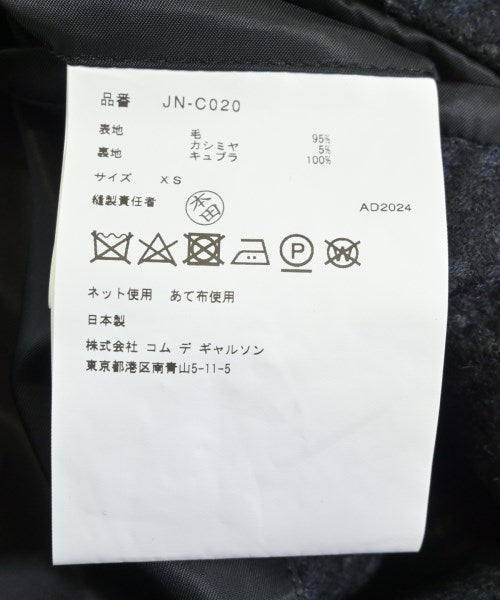 品番 JN-C020
表地 毛 95%
カシミヤ 5%
裏地 キュプラ 100%
サイズ XS
縫製責任者 本田 AD2024
P W
ネット使用 あて布使用
日本製
株式会社 コム デ ギャルソン
東京都港区南青山5-11-5